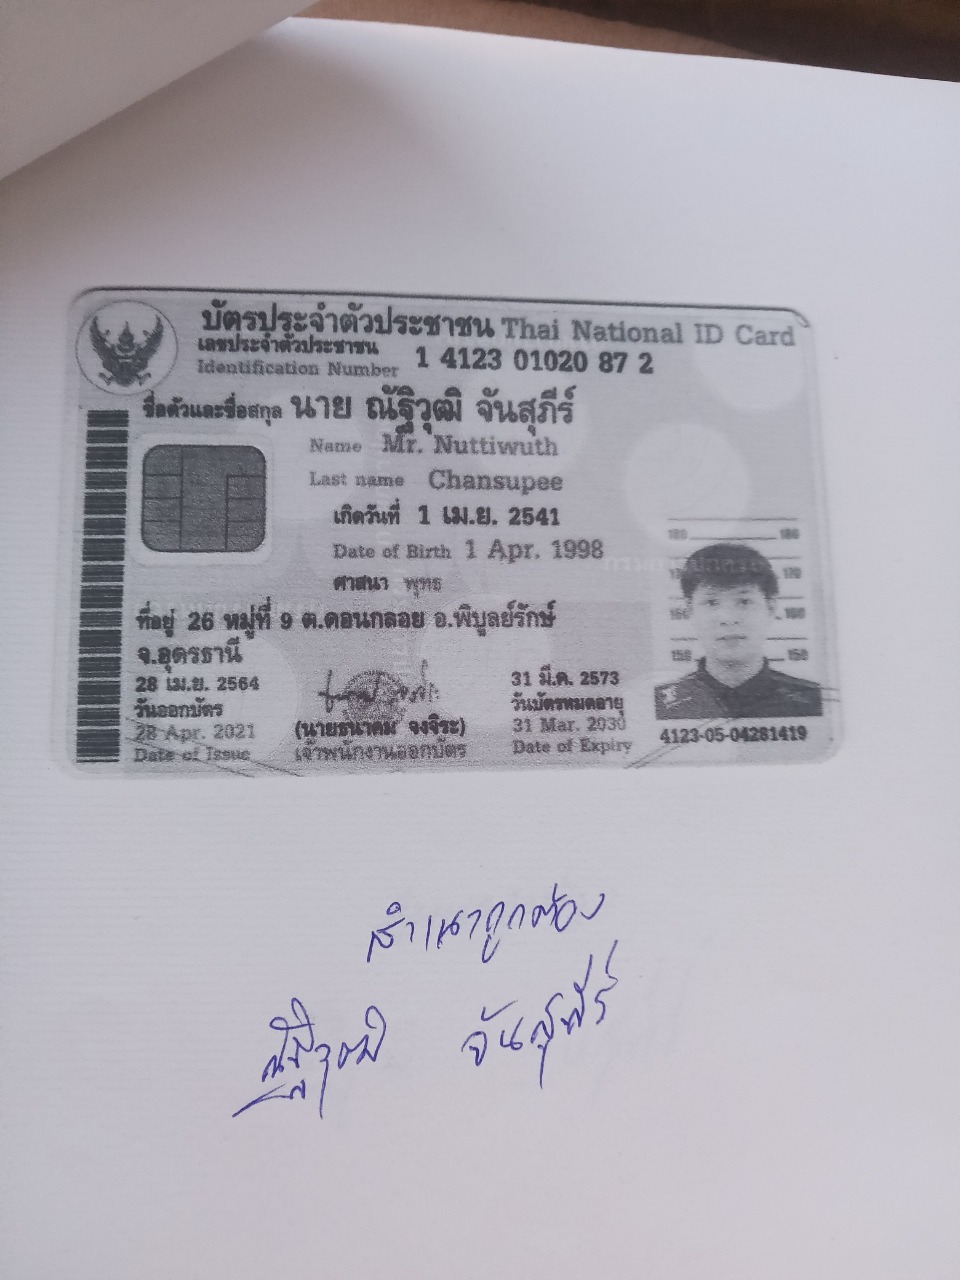 บัตรประจำตัวประชาชน Thai National ID Card
เลขประจำตัวประชาชน
Identification Number 1 4123 01020 87 2
ชื่อตัวและชื่อสกุล นาย ณัฐิวุฒิ จันสุภีร์
Name Mr. Nuttiwuth
Last name Chansupee
เกิดวันที่ 1 เม.ย. 2541
Date of Birth 1 Apr. 1998
ศาสนา พุทธ
ที่อยู่ 26 หมู่ที่ 9 ต.ดอนกลอย อ.พิบูลย์รักษ์
จ.อุดรธานี
28 เม.ย. 2564
วันออกบัตร
28 Apr. 2021
Date of Issue
(นายธนาคม จงจิระ)
เจ้าพนักงานออกบัตร
31 มี.ค. 2573
วันบัตรหมดอายุ
31 Mar. 2030
Date of Expiry
180 180
170
160 160
150 150
4123-05-04281419
สำเนาถูกต้อง
ณัฐิวุฒิ จันสุภีร์